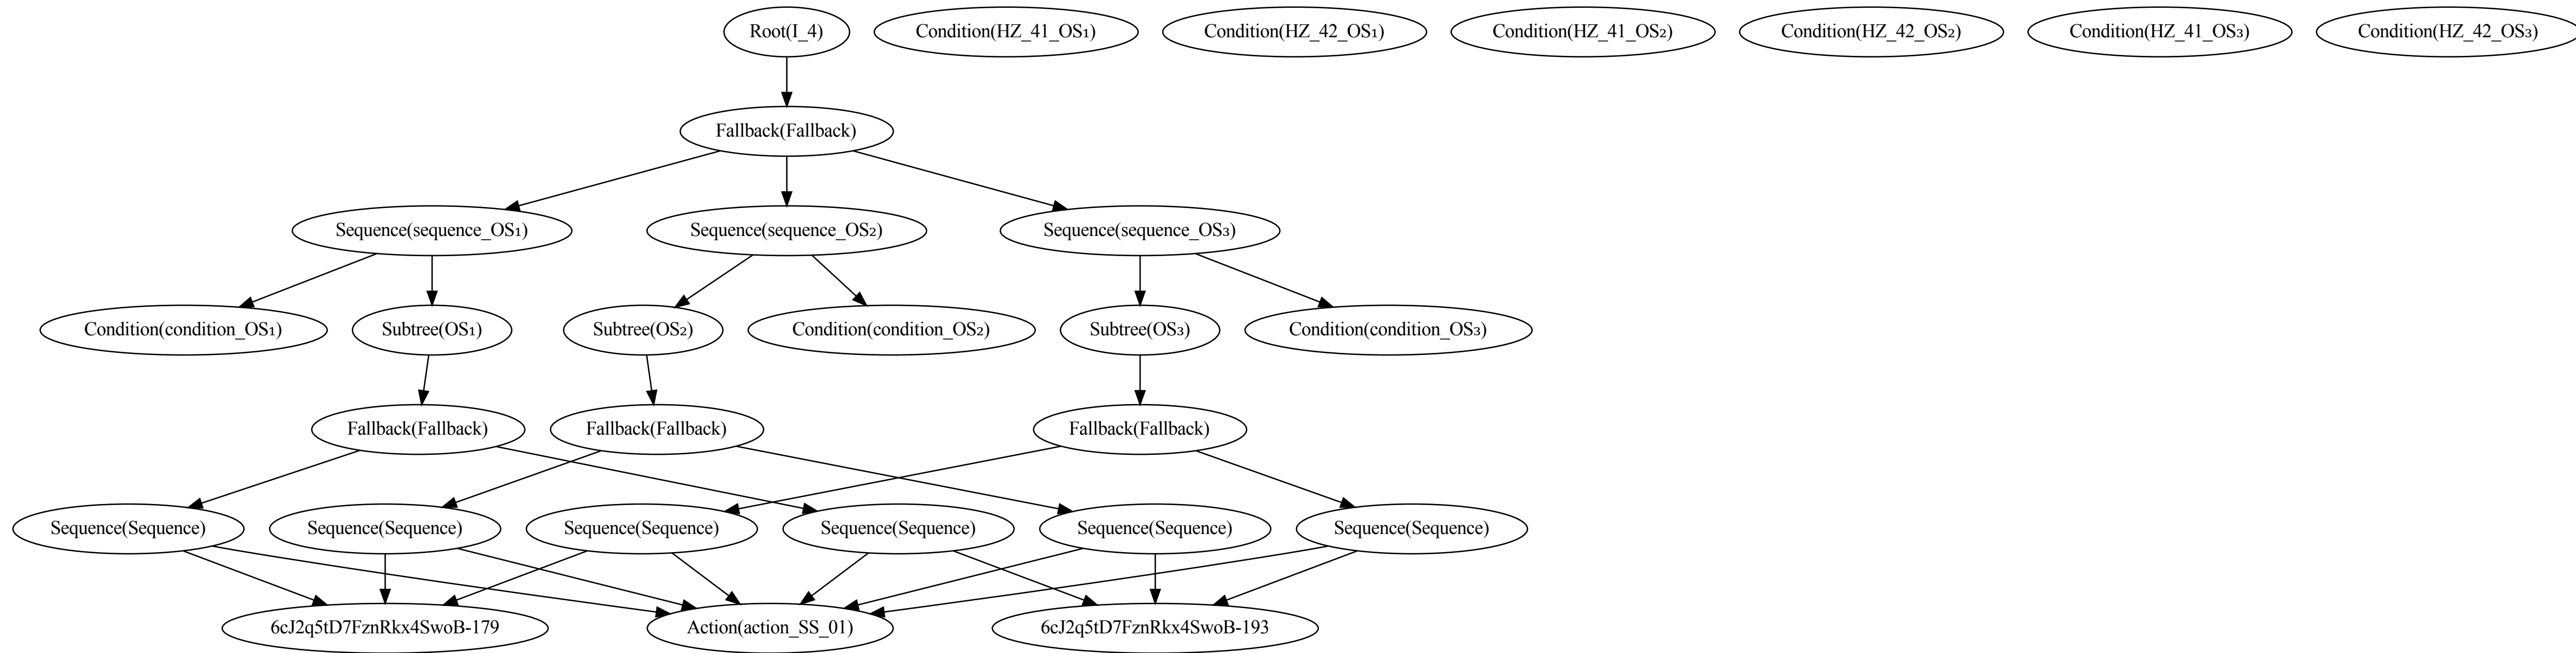 Root(I_4)
Condition(HZ_41_OS₁)
Condition(HZ_42_OS₁)
Condition(HZ_41_OS₂)
Condition(HZ_42_OS₂)
Condition(HZ_41_OS₃)
Condition(HZ_42_OS₃)
Fallback(Fallback)
Sequence(sequence_OS₁)
Sequence(sequence_OS₂)
Sequence(sequence_OS₃)
Condition(condition_OS₁)
Subtree(OS₁)
Subtree(OS₂)
Condition(condition_OS₂)
Subtree(OS₃)
Condition(condition_OS₃)
Fallback(Fallback)
Fallback(Fallback)
Fallback(Fallback)
Sequence(Sequence)
Sequence(Sequence)
Sequence(Sequence)
Sequence(Sequence)
Sequence(Sequence)
Sequence(Sequence)
6cJ2q5tD7FznRkx4SwoB-179
Action(action_SS_01)
6cJ2q5tD7FznRkx4SwoB-193